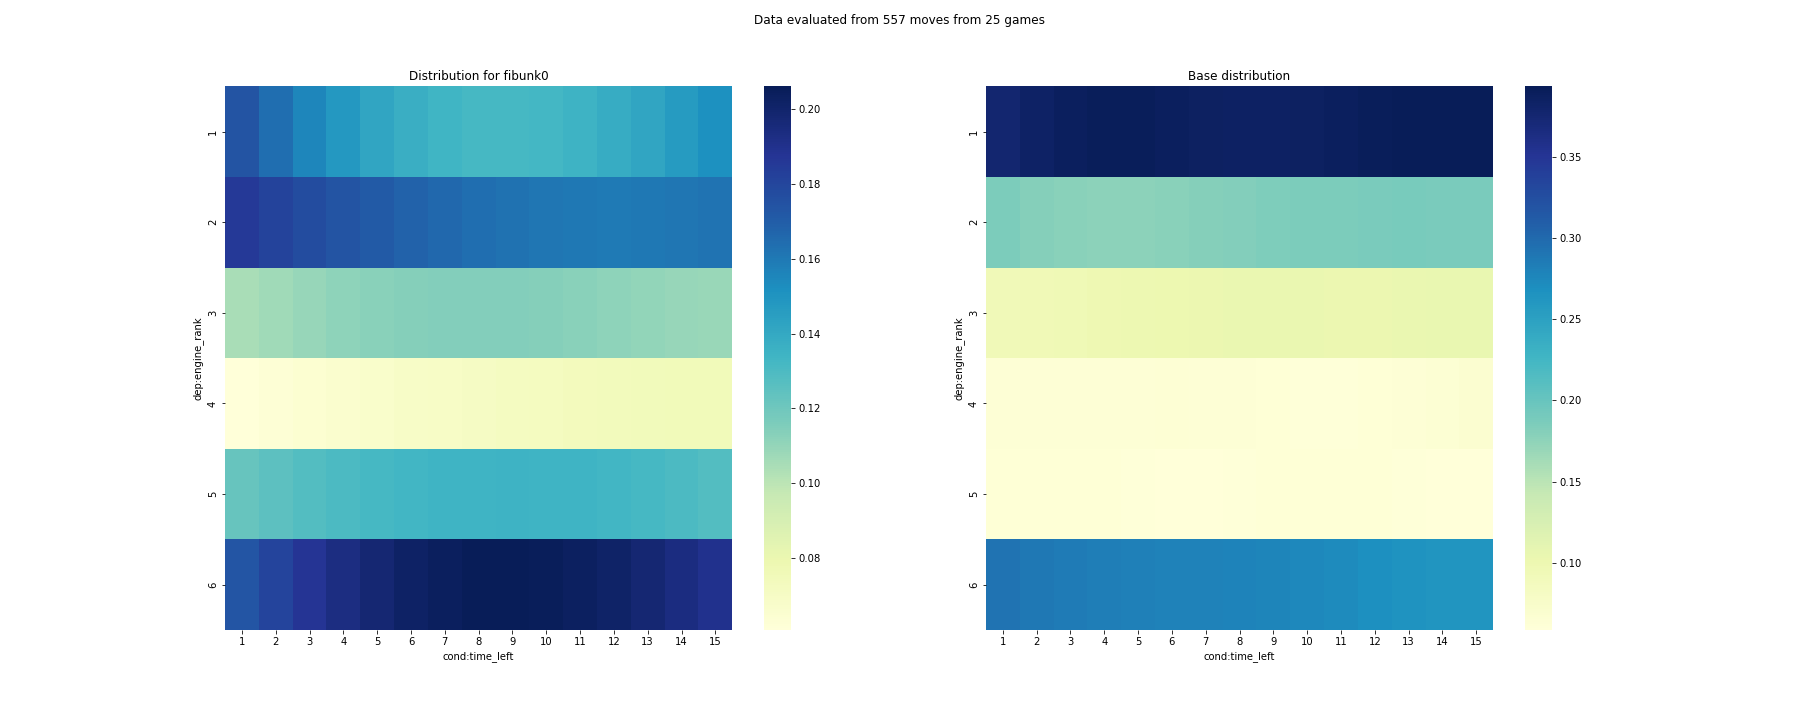 Data evaluated from 557 moves from 25 games
Distribution for fibunk0
dep:engine_rank
1
2
3
4
5
6
1 2 3 4 5 6 7 8 9 10 11 12 13 14 15
cond:time_left
0.20
0.18
0.16
0.14
0.12
0.10
0.08
Base distribution
dep:engine_rank
1
2
3
4
5
6
1 2 3 4 5 6 7 8 9 10 11 12 13 14 15
cond:time_left
0.35
0.30
0.25
0.20
0.15
0.10